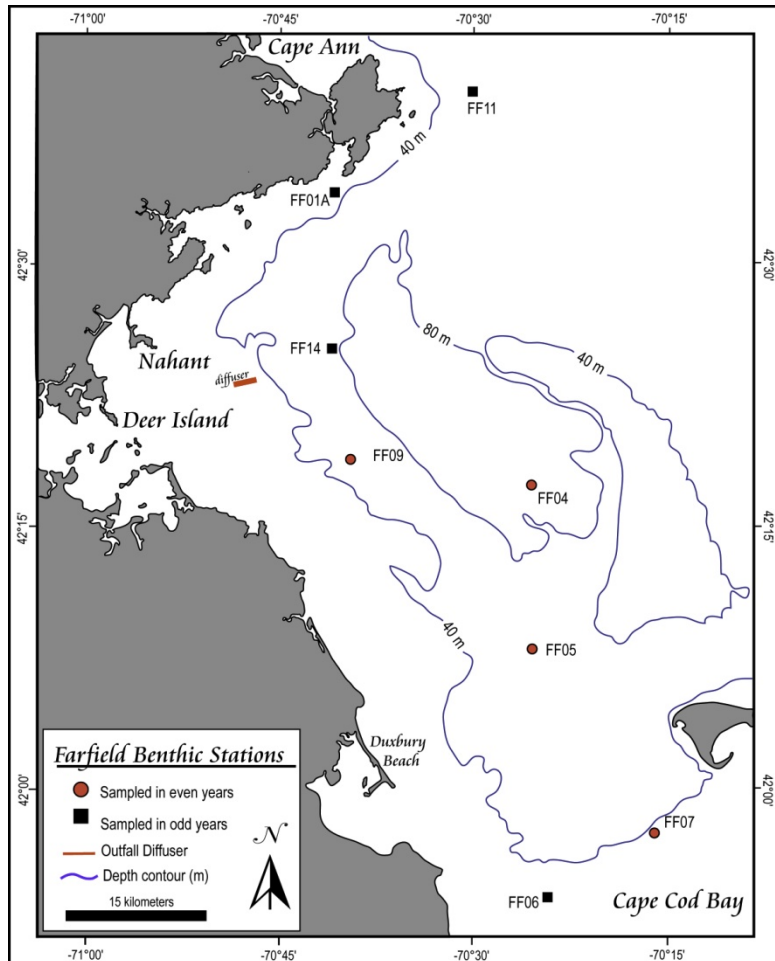 -71°00'
-70°45'
-70°30'
-70°15'
Cape Ann
FF11
40 m
FF01A
42°30'
42°30'
80 m
FF14
40 m
Nahant
diffuser
Deer Island
FF09
FF04
42°15'
42°15'
40 m
FF05
Duxbury
Beach
Farfield Benthic Stations
Sampled in even years
Sampled in odd years
N
Outfall Diffuser
Depth contour (m)
15 kilometers
42°00'
42°00'
FF07
FF06
Cape Cod Bay
-71°00'
-70°45'
-70°30'
-70°15'